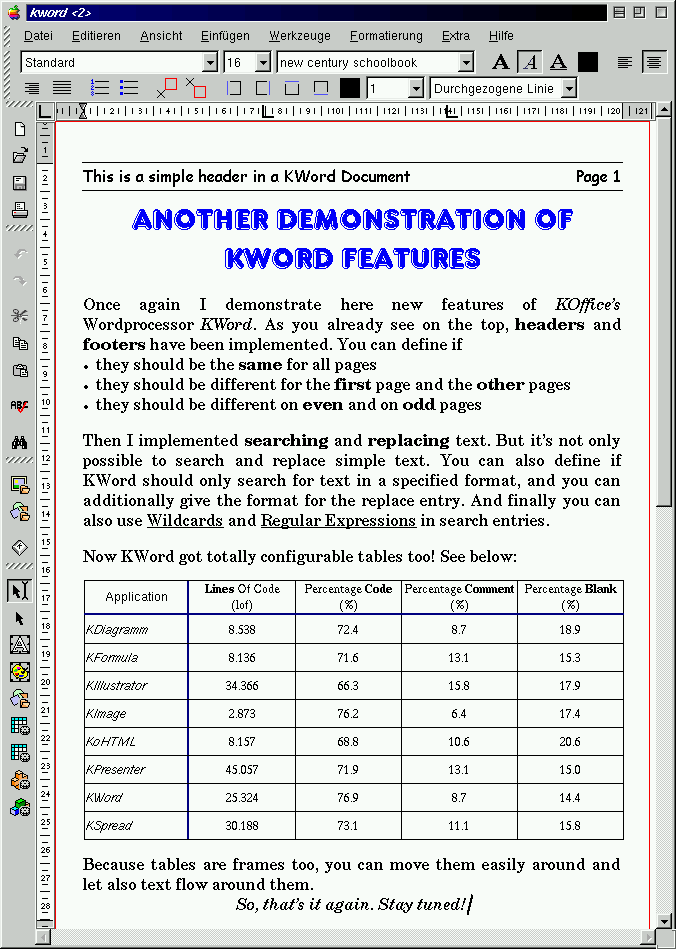 kword <2>
Datei Editieren Ansicht Einfügen Werkzeuge Formatierung Extra Hilfe
Standard 16 new century schoolbook A A A
1 Durchgezogene Linie
This is a simple header in a KWord Document Page 1
ANOTHER DEMONSTRATION OF
KWORD FEATURES
Once again I demonstrate here new features of KOffice's
Wordprocessor KWord. As you already see on the top, headers and
footers have been implemented. You can define if
• they should be the same for all pages
• they should be different for the first page and the other pages
• they should be different on even and on odd pages
Then I implemented searching and replacing text. But it's not only
possible to search and replace simple text. You can also define if
KWord should only search for text in a specified format, and you can
additionally give the format for the replace entry. And finally you can
also use Wildcards and Regular Expressions in search entries.
Now KWord got totally configurable tables too! See below:
Application Lines Of Code (lof) Percentage Code (%) Percentage Comment (%) Percentage Blank (%)
KDiagramm 8.538 72.4 8.7 18.9
KFormula 8.136 71.6 13.1 15.3
KIllustrator 34.366 66.3 15.8 17.9
KImage 2.873 76.2 6.4 17.4
KoHTML 8.157 68.8 10.6 20.6
KPresenter 45.057 71.9 13.1 15.0
KWord 25.324 76.9 8.7 14.4
KSpread 30.188 73.1 11.1 15.8
Because tables are frames too, you can move them easily around and
let also text flow around them.
So, that's it again. Stay tuned!